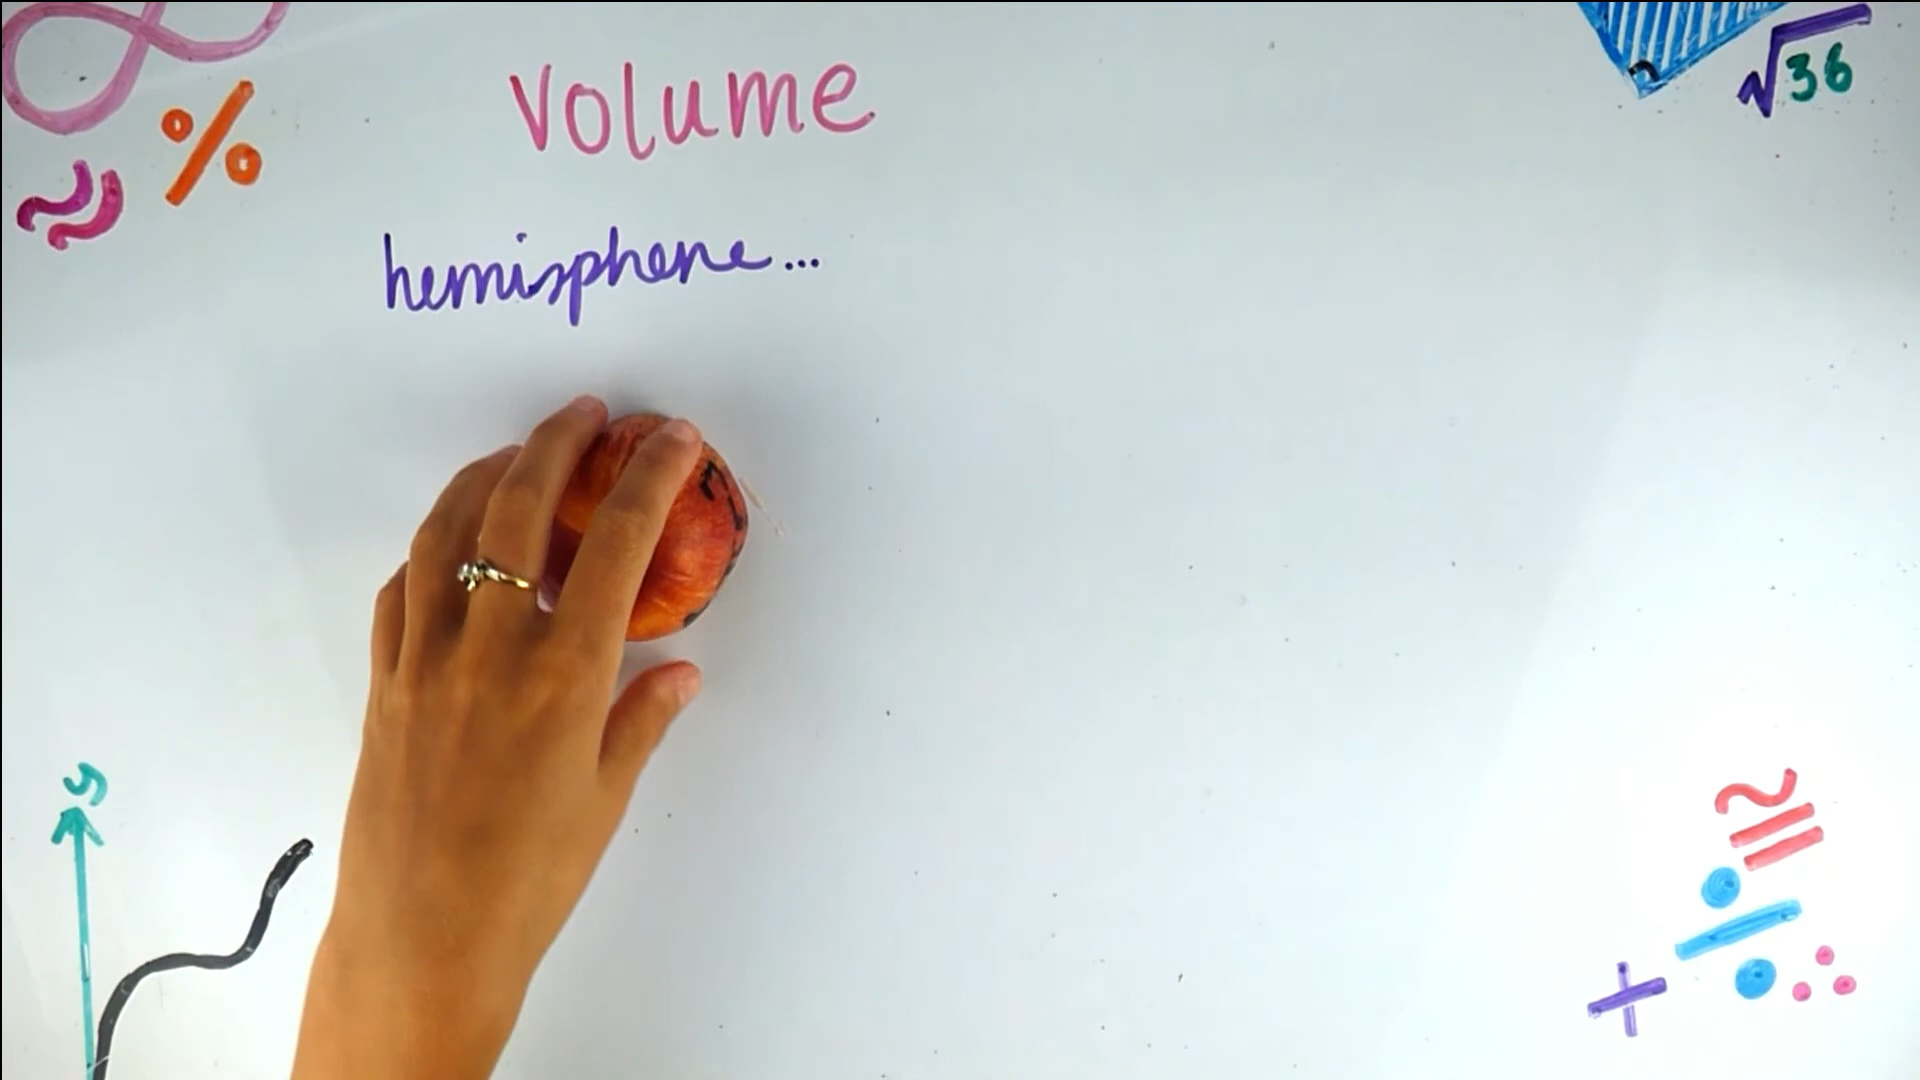 √36
%
volume
≈
hemisphere...
y
≅
÷
+